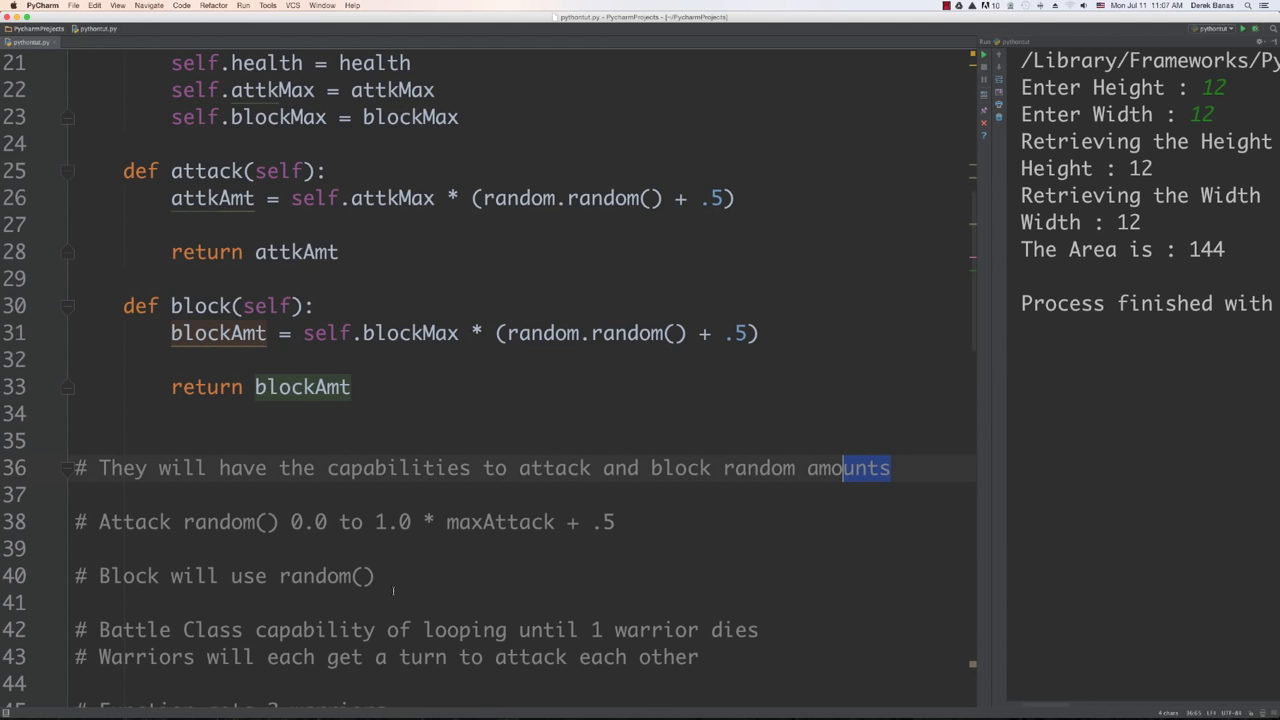 PyCharm File Edit View Navigate Code Refactor Run Tools VCS Window Help 10 Mon Jul 11 11:07 AM Derek Banas
pythontut.py - PycharmProjects - [~/PycharmProjects]
PycharmProjects pythontut.py pythontut
pythontut.py
Run pythontut
21 self.health = health
22 self.attkMax = attkMax
23 self.blockMax = blockMax
24
25 def attack(self):
26 attkAmt = self.attkMax * (random.random() + .5)
27
28 return attkAmt
29
30 def block(self):
31 blockAmt = self.blockMax * (random.random() + .5)
32
33 return blockAmt
34
35
36 # They will have the capabilities to attack and block random amounts
37
38 # Attack random() 0.0 to 1.0 * maxAttack + .5
39
40 # Block will use random()
41
42 # Battle Class capability of looping until 1 warrior dies
43 # Warriors will each get a turn to attack each other
44
/Library/Frameworks/Py
Enter Height : 12
Enter Width : 12
Retrieving the Height
Height : 12
Retrieving the Width
Width : 12
The Area is : 144
Process finished with
4 chars 36:65 LF÷ UTF-8÷